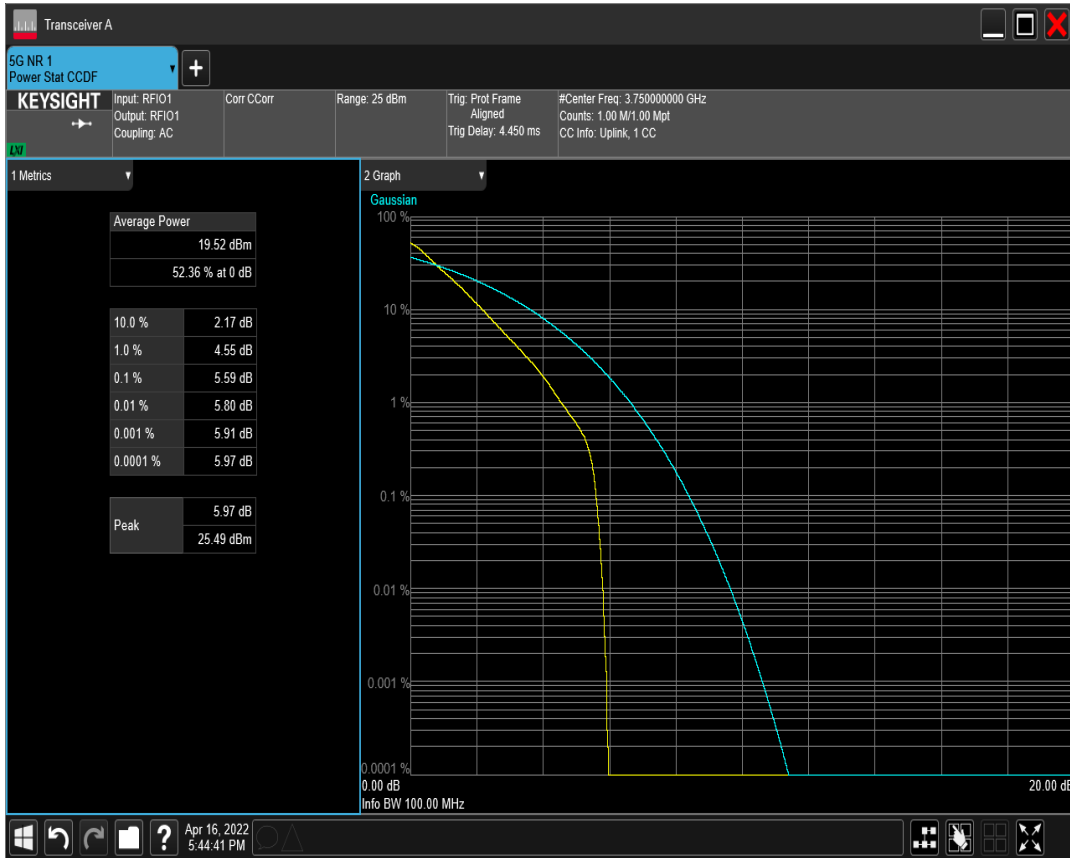 Transceiver A
5G NR 1
Power Stat CCDF
KEYSIGHT
LXI
Input: RFIO1
Output: RFIO1
Coupling: AC
Corr CCorr
Range: 25 dBm
Trig: Prot Frame
Aligned
Trig Delay: 4.450 ms
#Center Freq: 3.750000000 GHz
Counts: 1.00 M/1.00 Mpt
CC Info: Uplink, 1 CC
1 Metrics
Average Power
19.52 dBm
52.36 % at 0 dB
10.0 % 2.17 dB
1.0 % 4.55 dB
0.1 % 5.59 dB
0.01 % 5.80 dB
0.001 % 5.91 dB
0.0001 % 5.97 dB
Peak
5.97 dB
25.49 dBm
2 Graph
Gaussian
100 %
10 %
1 %
0.1 %
0.01 %
0.001 %
0.0001 %
0.00 dB
20.00 dB
Info BW 100.00 MHz
?
Apr 16, 2022
5:44:41 PM